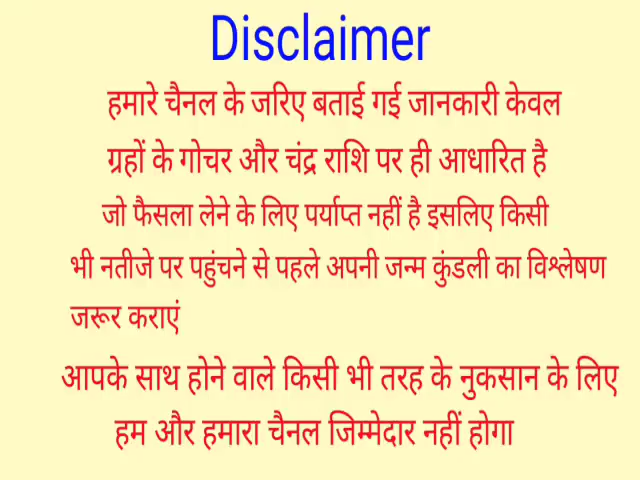 Disclaimer
हमारे चैनल के जरिए बताई गई जानकारी केवल
ग्रहों के गोचर और चंद्र राशि पर ही आधारित है
जो फैसला लेने के लिए पर्याप्त नहीं है इसलिए किसी
भी नतीजे पर पहुंचने से पहले अपनी जन्म कुंडली का विश्लेषण
जरूर कराएं
आपके साथ होने वाले किसी भी तरह के नुकसान के लिए
हम और हमारा चैनल जिम्मेदार नहीं होगा